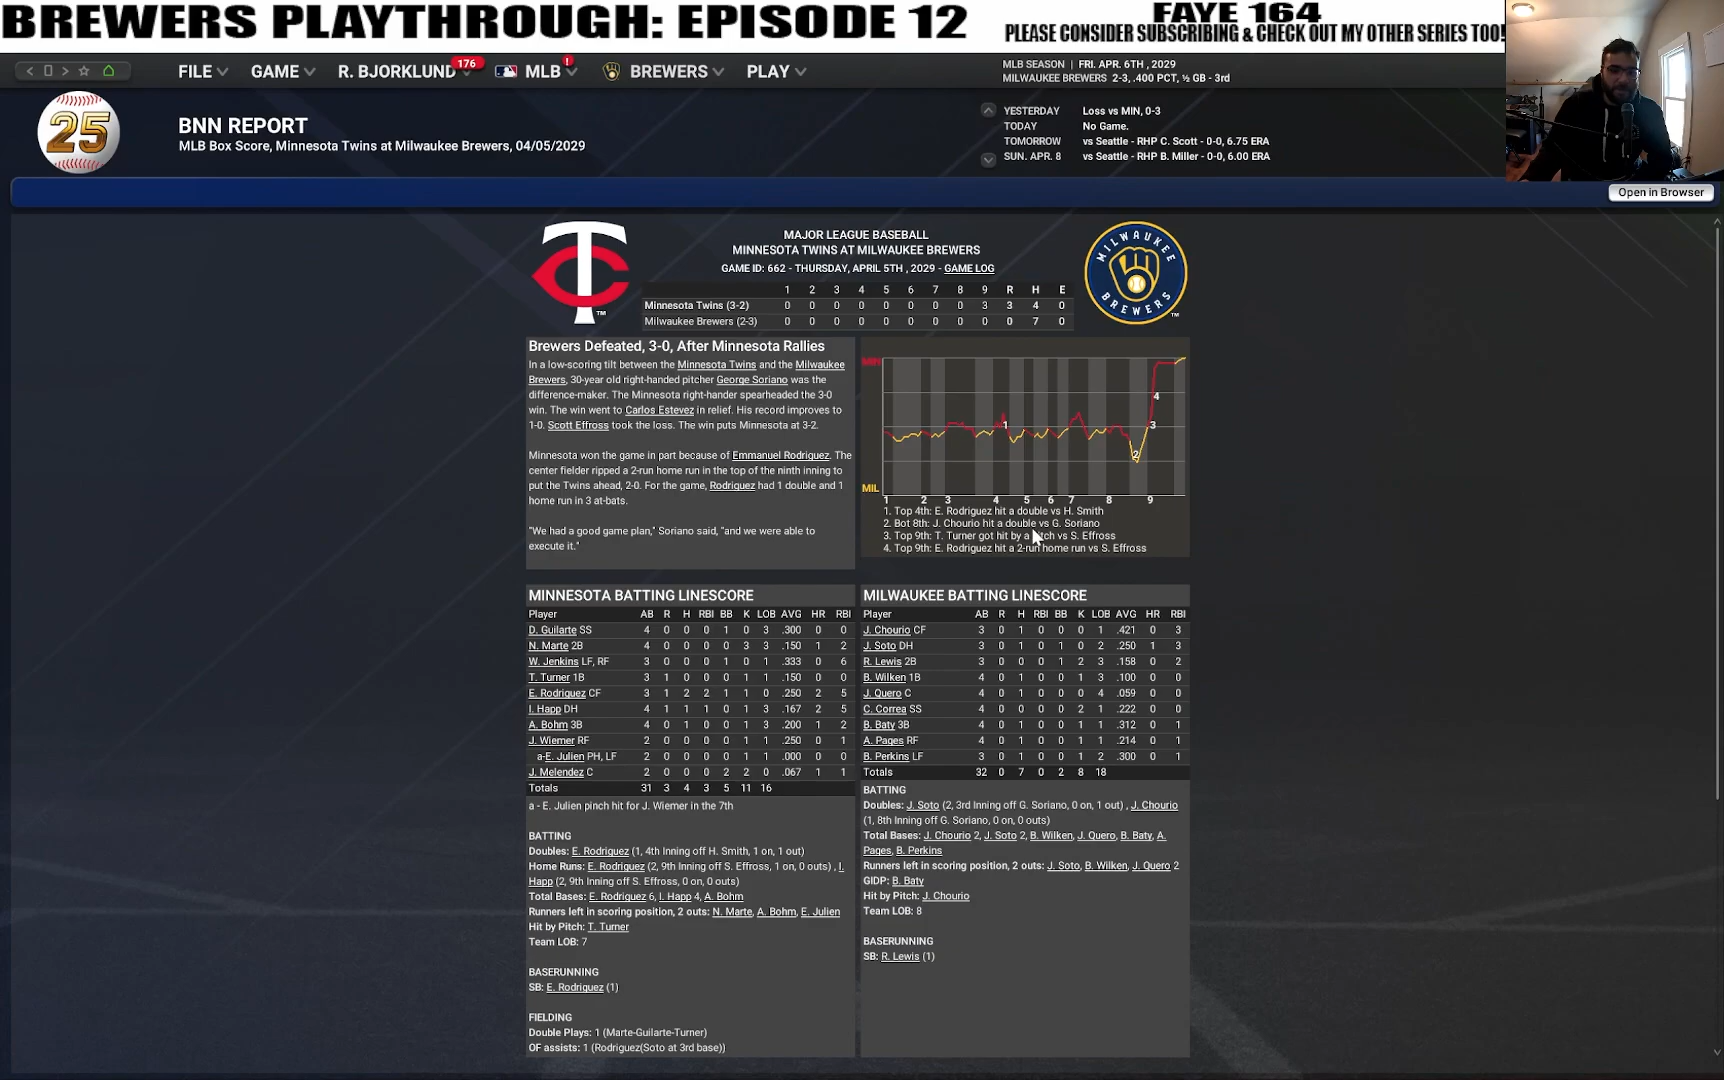 BREWERS PLAYTHROUGH: EPISODE 12
FAYE 164
PLEASE CONSIDER SUBSCRIBING & CHECK OUT MY OTHER SERIES TOO!
FILE GAME R. BJORKLUND 176 MLB ! BREWERS PLAY
MLB SEASON | FRI. APR. 6TH , 2029
MILWAUKEE BREWERS 2-3, .400 PCT, ½ GB - 3rd
25
BNN REPORT
MLB Box Score, Minnesota Twins at Milwaukee Brewers, 04/05/2029
YESTERDAY Loss vs MIN, 0-3
TODAY No Game.
TOMORROW vs Seattle - RHP C. Scott - 0-0, 6.75 ERA
SUN. APR. 8 vs Seattle - RHP B. Miller - 0-0, 6.00 ERA
Open in Browser
TC
MAJOR LEAGUE BASEBALL
MINNESOTA TWINS AT MILWAUKEE BREWERS
GAME ID: 662 - THURSDAY, APRIL 5TH , 2029 - GAME LOG
MILWAUKEE BREWERS
1 2 3 4 5 6 7 8 9 R H E
Minnesota Twins (3-2) 0 0 0 0 0 0 0 0 3 3 4 0
Milwaukee Brewers (2-3) 0 0 0 0 0 0 0 0 0 0 7 0
Brewers Defeated, 3-0, After Minnesota Rallies
In a low-scoring tilt between the Minnesota Twins and the Milwaukee
Brewers, 30-year old right-handed pitcher George Soriano was the
difference-maker. The Minnesota right-hander spearheaded the 3-0
win. The win went to Carlos Estevez in relief. His record improves to
1-0. Scott Effross took the loss. The win puts Minnesota at 3-2.
Minnesota won the game in part because of Emmanuel Rodriguez. The
center fielder ripped a 2-run home run in the top of the ninth inning to
put the Twins ahead, 2-0. For the game, Rodriguez had 1 double and 1
home run in 3 at-bats.
"We had a good game plan," Soriano said, "and we were able to
execute it."
MIN
1 2 3 4
MIL
1 2 3 4 5 6 7 8 9
1. Top 4th: E. Rodriguez hit a double vs H. Smith
2. Bot 8th: J. Chourio hit a double vs G. Soriano
3. Top 9th: T. Turner got hit by a pitch vs S. Effross
4. Top 9th: E. Rodriguez hit a 2-run home run vs S. Effross
MINNESOTA BATTING LINESCORE
Player AB R H RBI BB K LOB AVG HR RBI
D. Guilarte SS 4 0 0 0 1 0 3 .300 0 0
N. Marte 2B 4 0 0 0 0 3 3 .150 1 2
W. Jenkins LF, RF 3 0 0 0 1 0 1 .333 0 6
T. Turner 1B 3 1 0 0 0 1 1 .150 0 0
E. Rodriguez CF 3 1 2 2 1 1 0 .250 2 5
I. Happ DH 4 1 1 1 0 1 3 .167 2 5
A. Bohm 3B 4 0 1 0 0 1 3 .200 1 2
J. Wiemer RF 2 0 0 0 0 1 1 .250 0 1
a-E. Julien PH, LF 2 0 0 0 0 1 1 .000 0 0
J. Melendez C 2 0 0 0 2 2 0 .067 1 1
Totals 31 3 4 3 5 11 16
a - E. Julien pinch hit for J. Wiemer in the 7th
BATTING
Doubles: E. Rodriguez (1, 4th Inning off H. Smith, 1 on, 1 out)
Home Runs: E. Rodriguez (2, 9th Inning off S. Effross, 1 on, 0 outs) , I.
Happ (2, 9th Inning off S. Effross, 0 on, 0 outs)
Total Bases: E. Rodriguez 6, I. Happ 4, A. Bohm
Runners left in scoring position, 2 outs: N. Marte, A. Bohm, E. Julien
Hit by Pitch: T. Turner
Team LOB: 7
BASERUNNING
SB: E. Rodriguez (1)
FIELDING
Double Plays: 1 (Marte-Guilarte-Turner)
OF assists: 1 (Rodriguez(Soto at 3rd base))
MILWAUKEE BATTING LINESCORE
Player AB R H RBI BB K LOB AVG HR RBI
J. Chourio CF 3 0 1 0 0 0 1 .421 0 3
J. Soto DH 3 0 1 0 1 0 2 .250 1 3
R. Lewis 2B 3 0 0 0 1 2 3 .158 0 2
B. Wilken 1B 4 0 1 0 0 1 3 .100 0 0
J. Quero C 4 0 1 0 0 0 4 .059 0 0
C. Correa SS 4 0 0 0 0 2 1 .222 0 0
B. Baty 3B 4 0 1 0 0 1 1 .312 0 1
A. Pages RF 4 0 1 0 0 1 1 .214 0 1
B. Perkins LF 3 0 1 0 0 1 2 .300 0 1
Totals 32 0 7 0 2 8 18
BATTING
Doubles: J. Soto (2, 3rd Inning off G. Soriano, 0 on, 1 out) , J. Chourio
(1, 8th Inning off G. Soriano, 0 on, 0 outs)
Total Bases: J. Chourio 2, J. Soto 2, B. Wilken, J. Quero, B. Baty, A.
Pages, B. Perkins
Runners left in scoring position, 2 outs: J. Soto, B. Wilken, J. Quero 2
GIDP: B. Baty
Hit by Pitch: J. Chourio
Team LOB: 8
BASERUNNING
SB: R. Lewis (1)